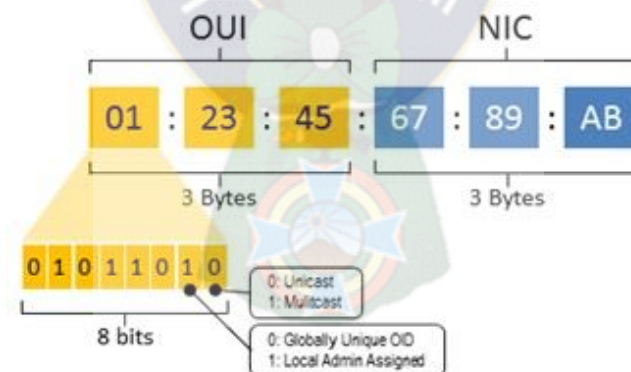 OUI NIC
01 : 23 : 45 : 67 : 89 : AB
3 Bytes 3 Bytes
0 1 0 1 1 0 1 0
0: Unicast
1: Mulitcast
8 bits
0: Globally Unique OID
1: Local Admin Assigned